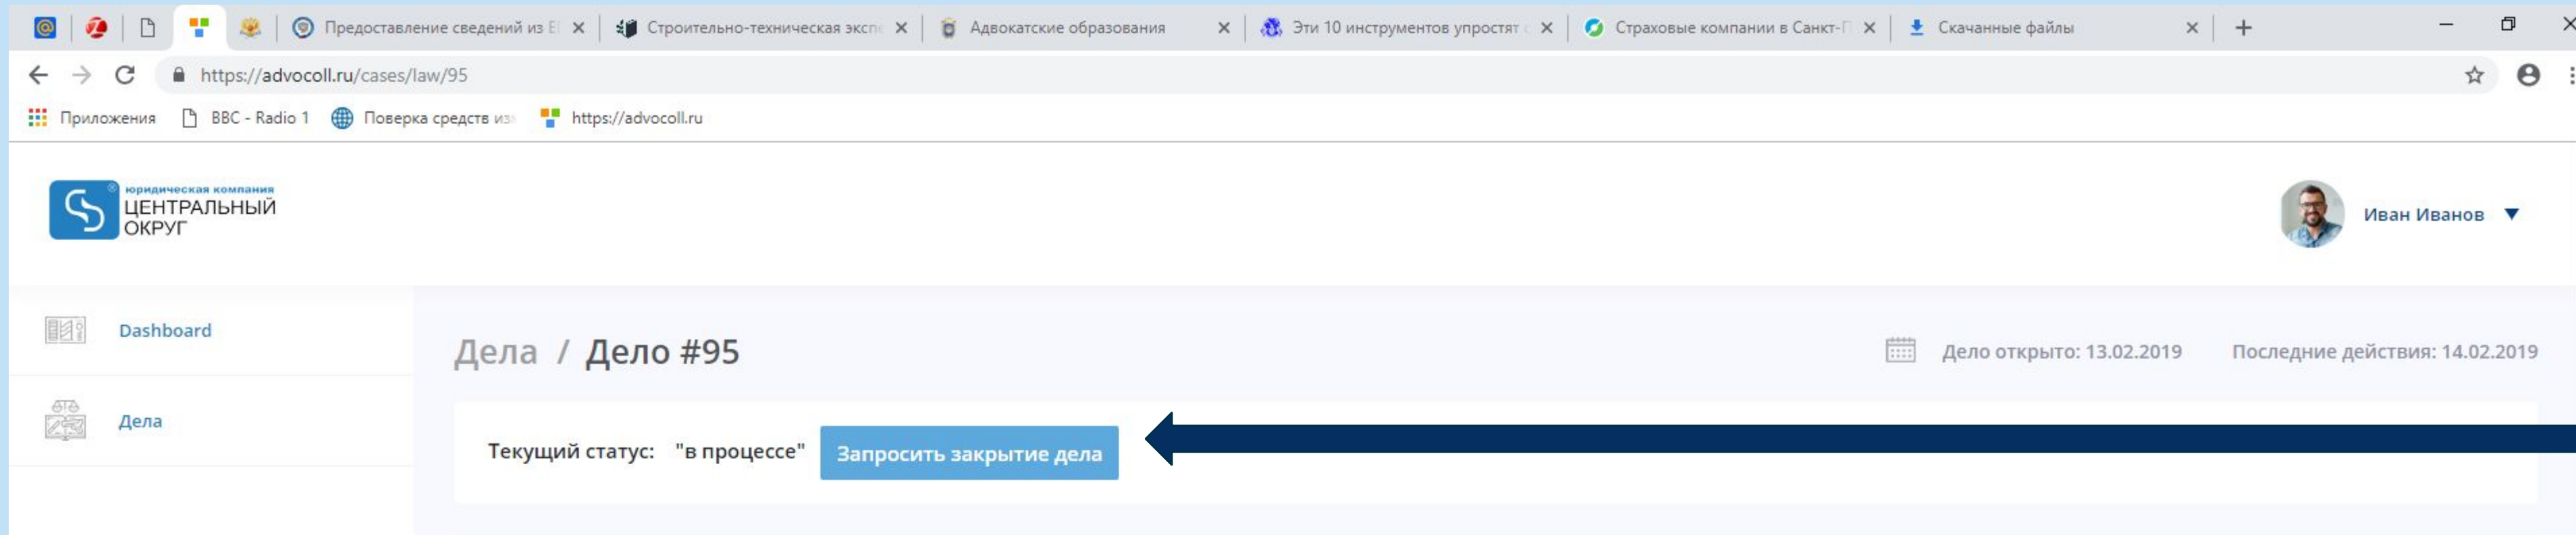 Предоставление сведений из Е
Строительно-техническая экспе
Адвокатские образования
Эти 10 инструментов упростят с
Страховые компании в Санкт-П
Скачанные файлы
https://advocoll.ru/cases/law/95
Приложения
BBC - Radio 1
Поверка средств изм
https://advocoll.ru
юридическая компания
ЦЕНТРАЛЬНЫЙ
ОКРУГ
Иван Иванов
Dashboard
Дела
Дела / Дело #95
Дело открыто: 13.02.2019 Последние действия: 14.02.2019
Текущий статус: "в процессе" Запросить закрытие дела